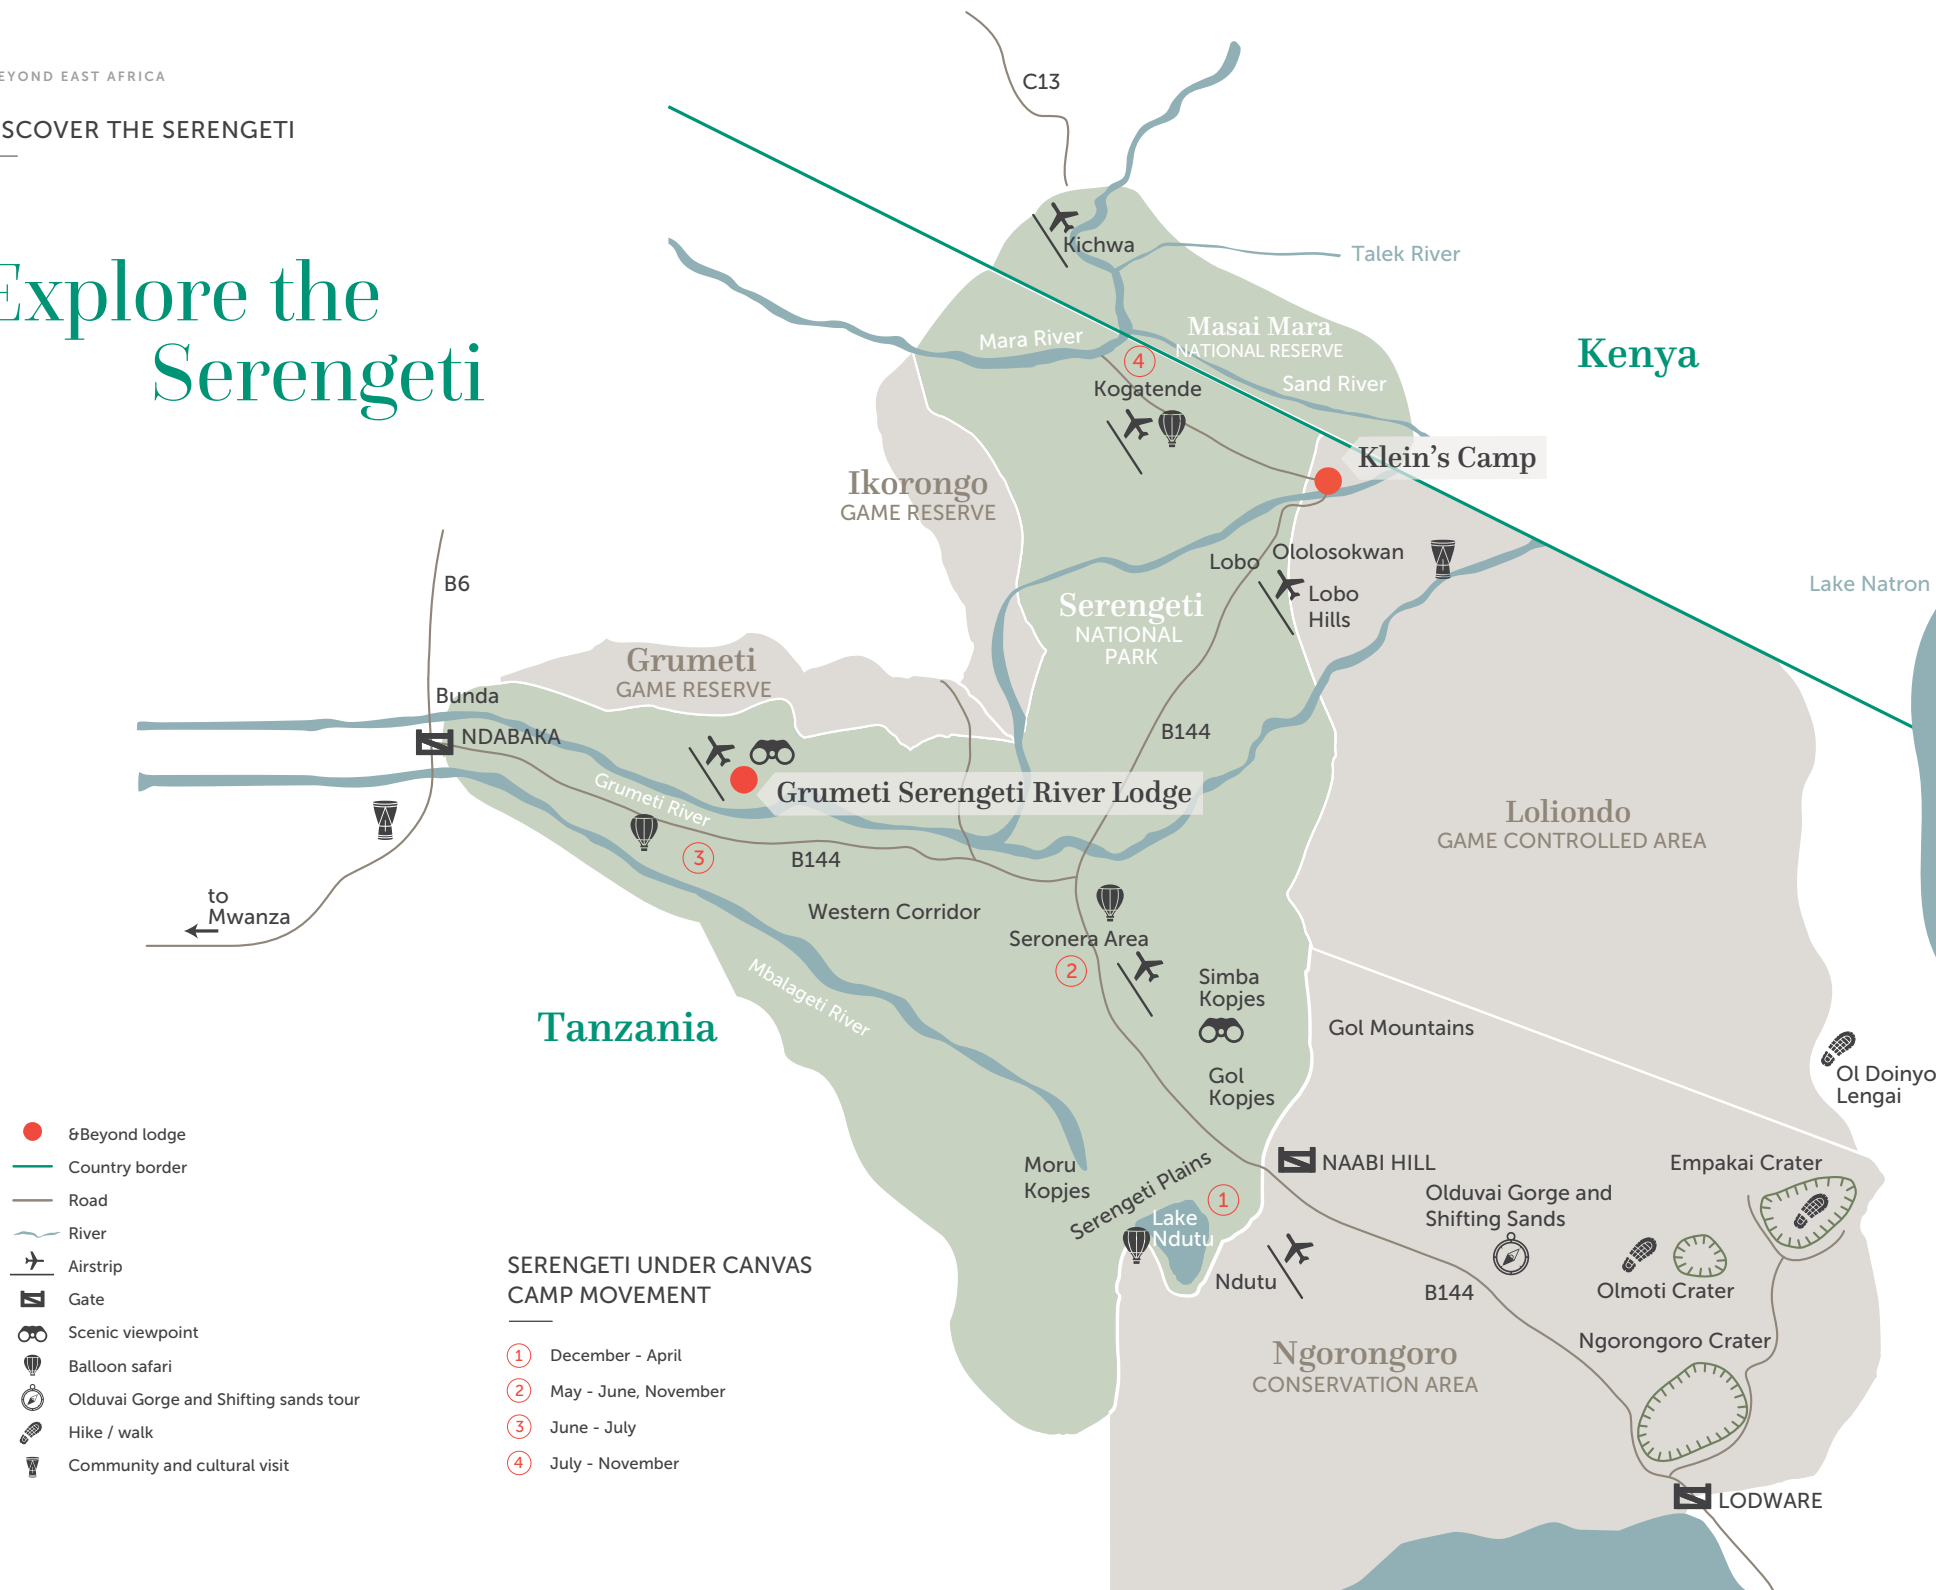 EYOND EAST AFRICA
SCOVER THE SERENGETI
Explore the
Serengeti
C13
Kichwa
Talek River
Mara River
Masai Mara
NATIONAL RESERVE
Kenya
4
Kogatende
Sand River
Klein’s Camp
Ikorongo
GAME RESERVE
B6
Lobo
Ololosokwan
Lobo
Hills
Lake Natron
Serengeti
NATIONAL
PARK
Grumeti
GAME RESERVE
Bunda
NDABAKA
B144
Grumeti River
Grumeti Serengeti River Lodge
Loliondo
GAME CONTROLLED AREA
3
B144
to
Mwanza
Western Corridor
Seronera Area
2
Simba
Kopjes
Mbalageti River
Tanzania
Gol Mountains
Gol
Kopjes
Ol Doinyo
Lengai
Moru
Kopjes
Serengeti Plains
1
NAABI HILL
Empakai Crater
Olduvai Gorge and
Shifting Sands
Lake
Ndutu
Ndutu
B144
Olmoti Crater
Ngorongoro Crater
Ngorongoro
CONSERVATION AREA
LODWARE
&Beyond lodge
Country border
Road
River
Airstrip
Gate
Scenic viewpoint
Balloon safari
Olduvai Gorge and Shifting sands tour
Hike / walk
Community and cultural visit
SERENGETI UNDER CANVAS
CAMP MOVEMENT
1 December - April
2 May - June, November
3 June - July
4 July - November